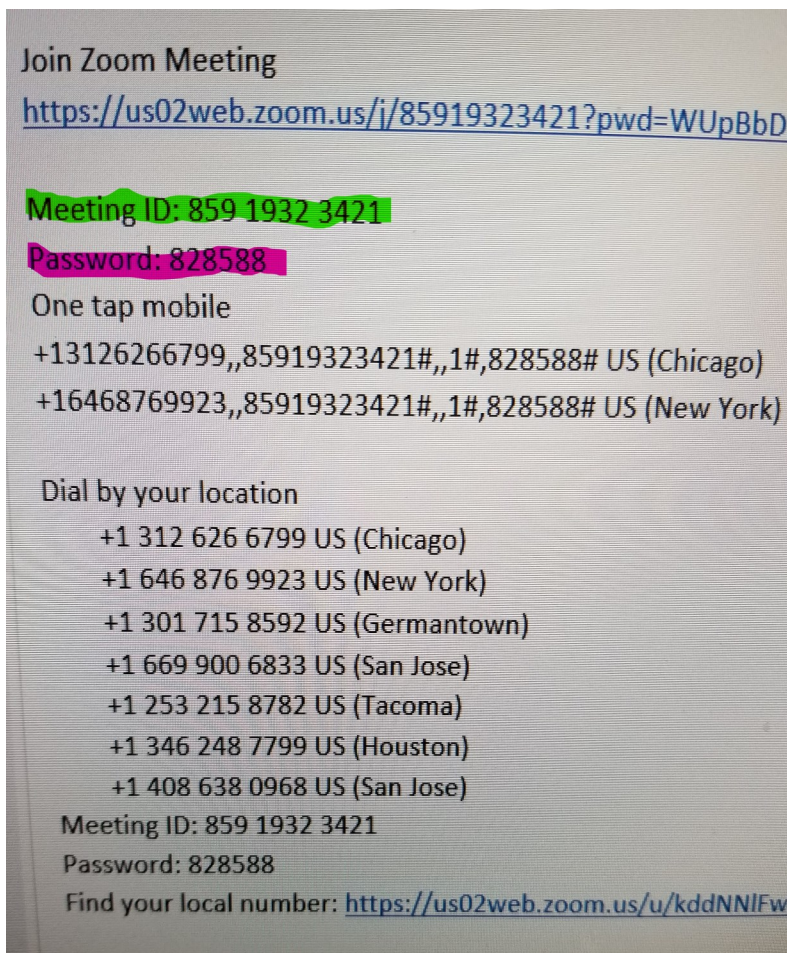 Join Zoom Meeting
https://us02web.zoom.us/j/85919323421?pwd=WUpBbD
Meeting ID: 859 1932 3421
Password: 828588
One tap mobile
+13126266799,,85919323421#,,1#,828588# US (Chicago)
+16468769923,,85919323421#,,1#,828588# US (New York)
Dial by your location
+1 312 626 6799 US (Chicago)
+1 646 876 9923 US (New York)
+1 301 715 8592 US (Germantown)
+1 669 900 6833 US (San Jose)
+1 253 215 8782 US (Tacoma)
+1 346 248 7799 US (Houston)
+1 408 638 0968 US (San Jose)
Meeting ID: 859 1932 3421
Password: 828588
Find your local number: https://us02web.zoom.us/u/kddNNlFw